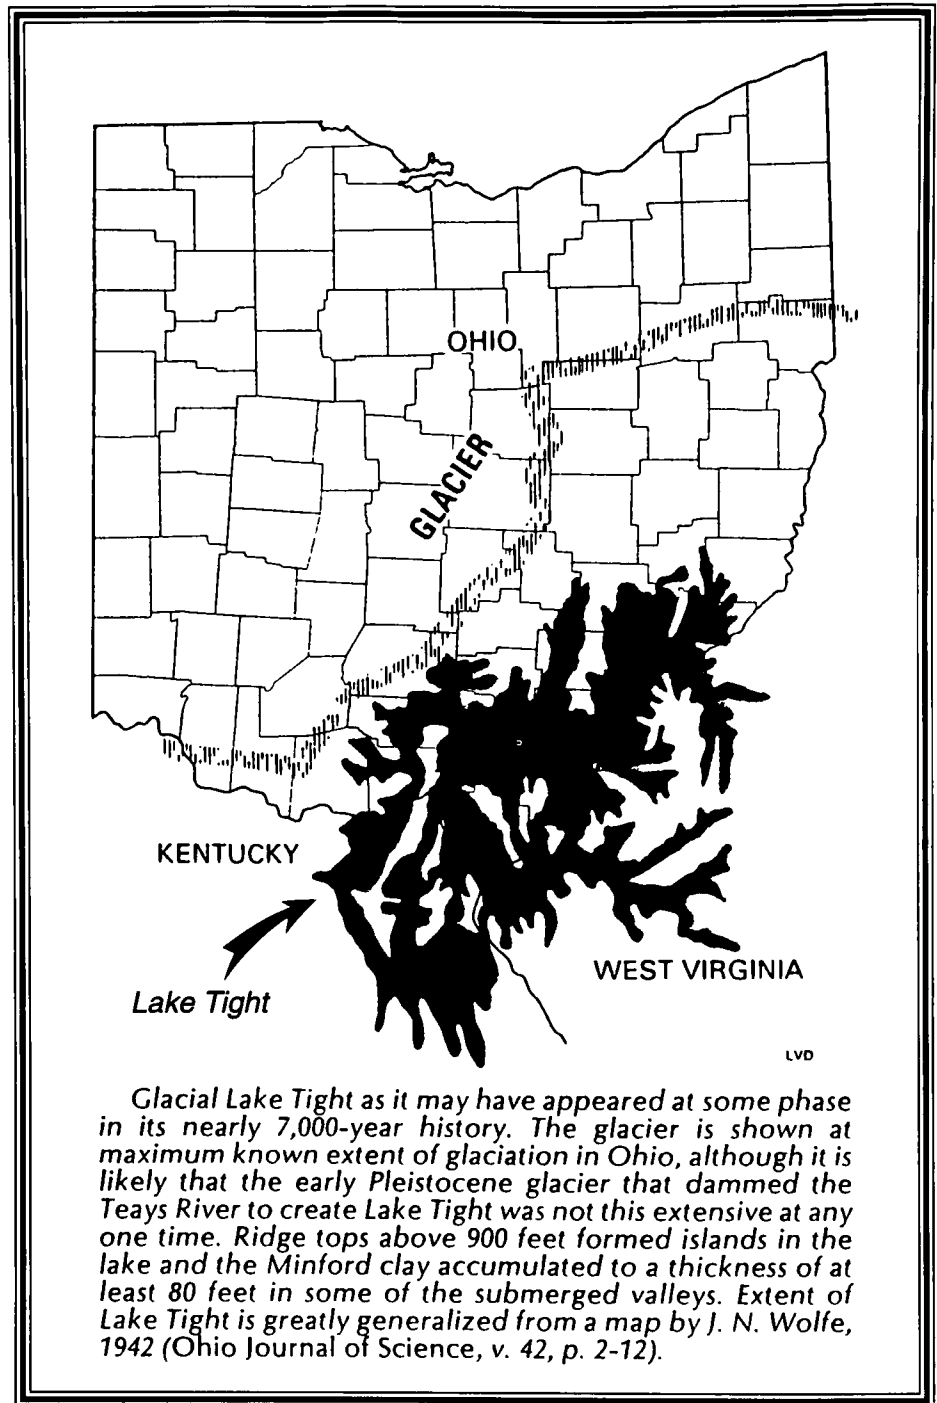 OHIO
GLACIER
KENTUCKY
WEST VIRGINIA
Lake Tight
LVD
Glacial Lake Tight as it may have appeared at some phase
in its nearly 7,000-year history. The glacier is shown at
maximum known extent of glaciation in Ohio, although it is
likely that the early Pleistocene glacier that dammed the
Teays River to create Lake Tight was not this extensive at any
one time. Ridge tops above 900 feet formed islands in the
lake and the Minford clay accumulated to a thickness of at
least 80 feet in some of the submerged valleys. Extent of
Lake Tight is greatly generalized from a map by J. N. Wolfe,
1942 (Ohio Journal of Science, v. 42, p. 2-12).